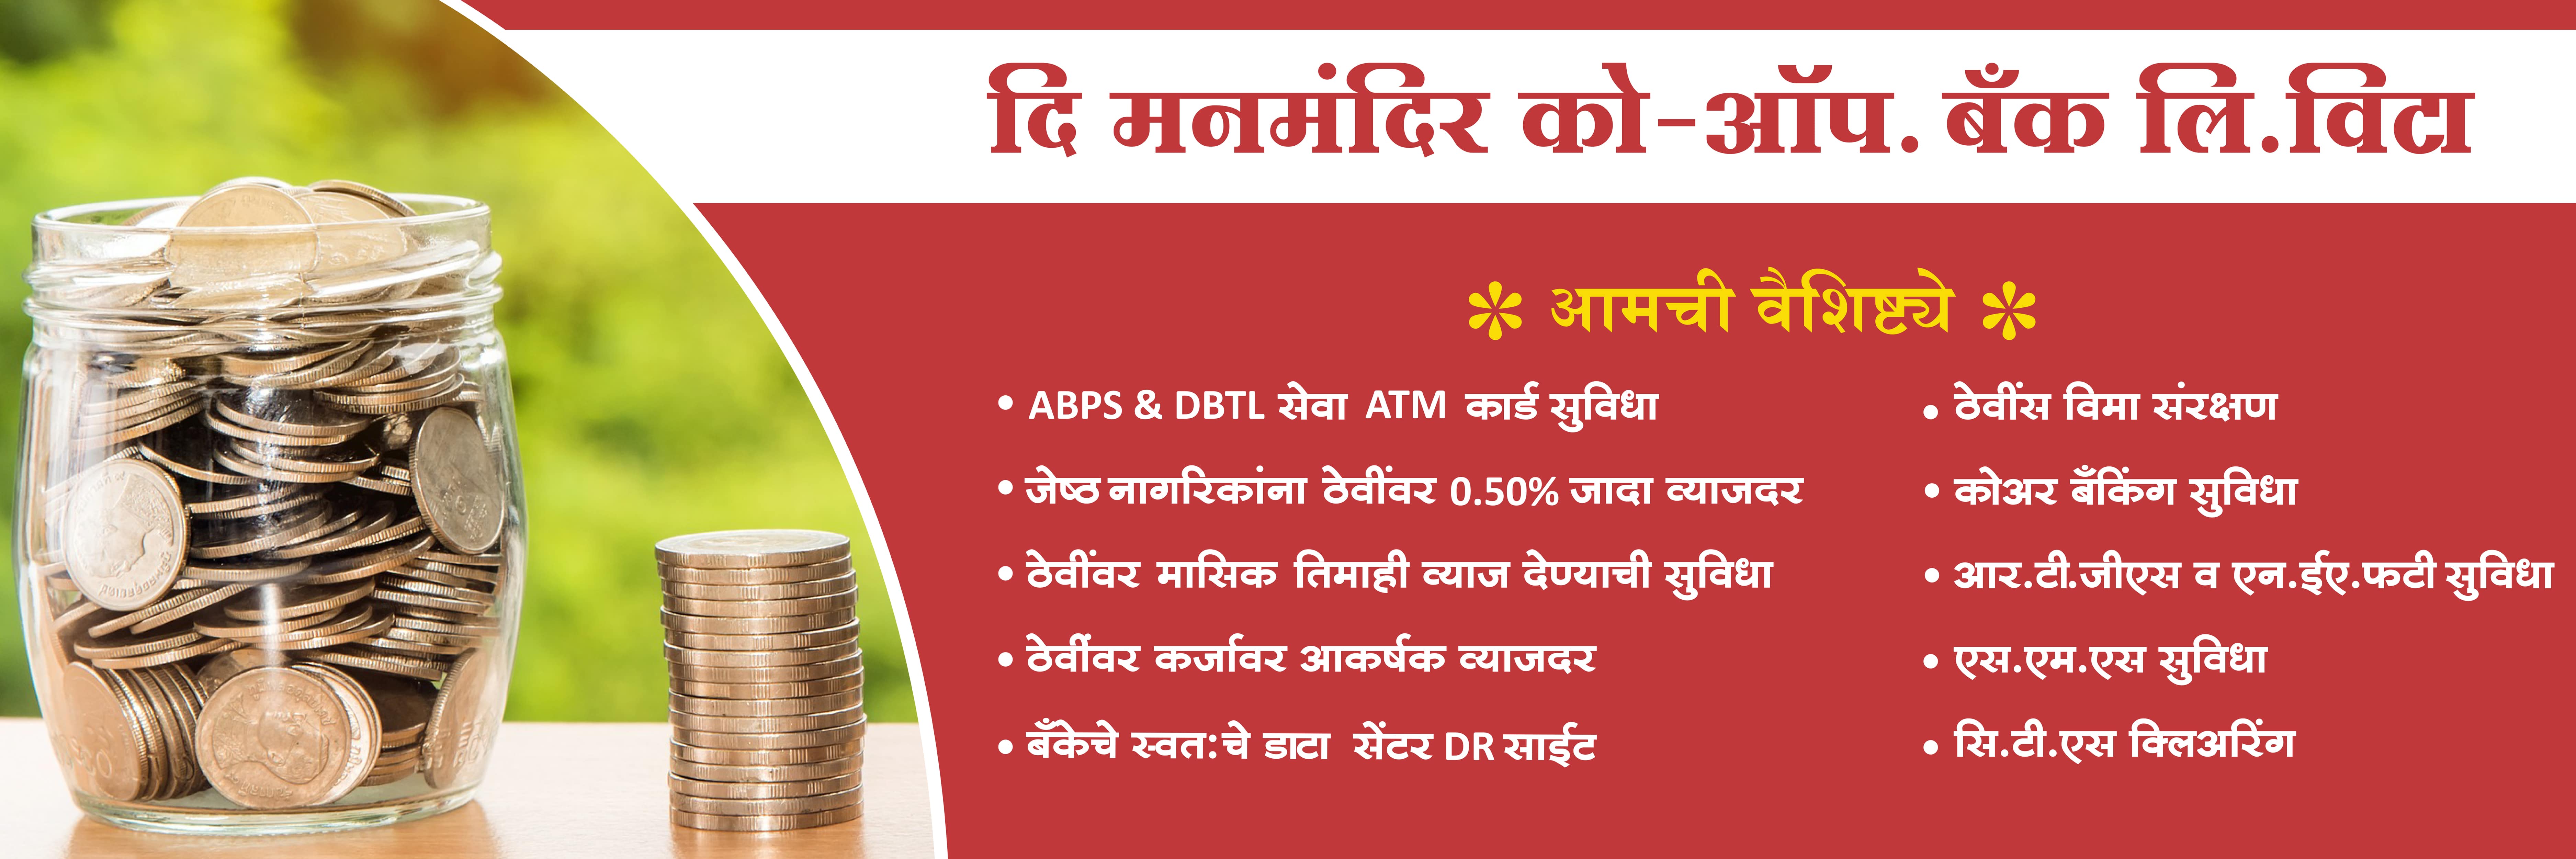 दि मनमंदिर को-ऑप. बँक लि.विटा
* आमची वैशिष्ट्ये *
• ABPS & DBTL सेवा ATM कार्ड सुविधा
• जेष्ठ नागरिकांना ठेवींवर 0.50% जादा व्याजदर
• ठेवींवर मासिक तिमाही व्याज देण्याची सुविधा
• ठेवींवर कर्जावर आकर्षक व्याजदर
• बँकेचे स्वत:चे डाटा सेंटर DR साईट
• ठेवींस विमा संरक्षण
• कोअर बँकिंग सुविधा
• आर.टी.जीएस व एन.ईए.फटी सुविधा
• एस.एम.एस सुविधा
• सि.टी.एस क्लिअरिंग